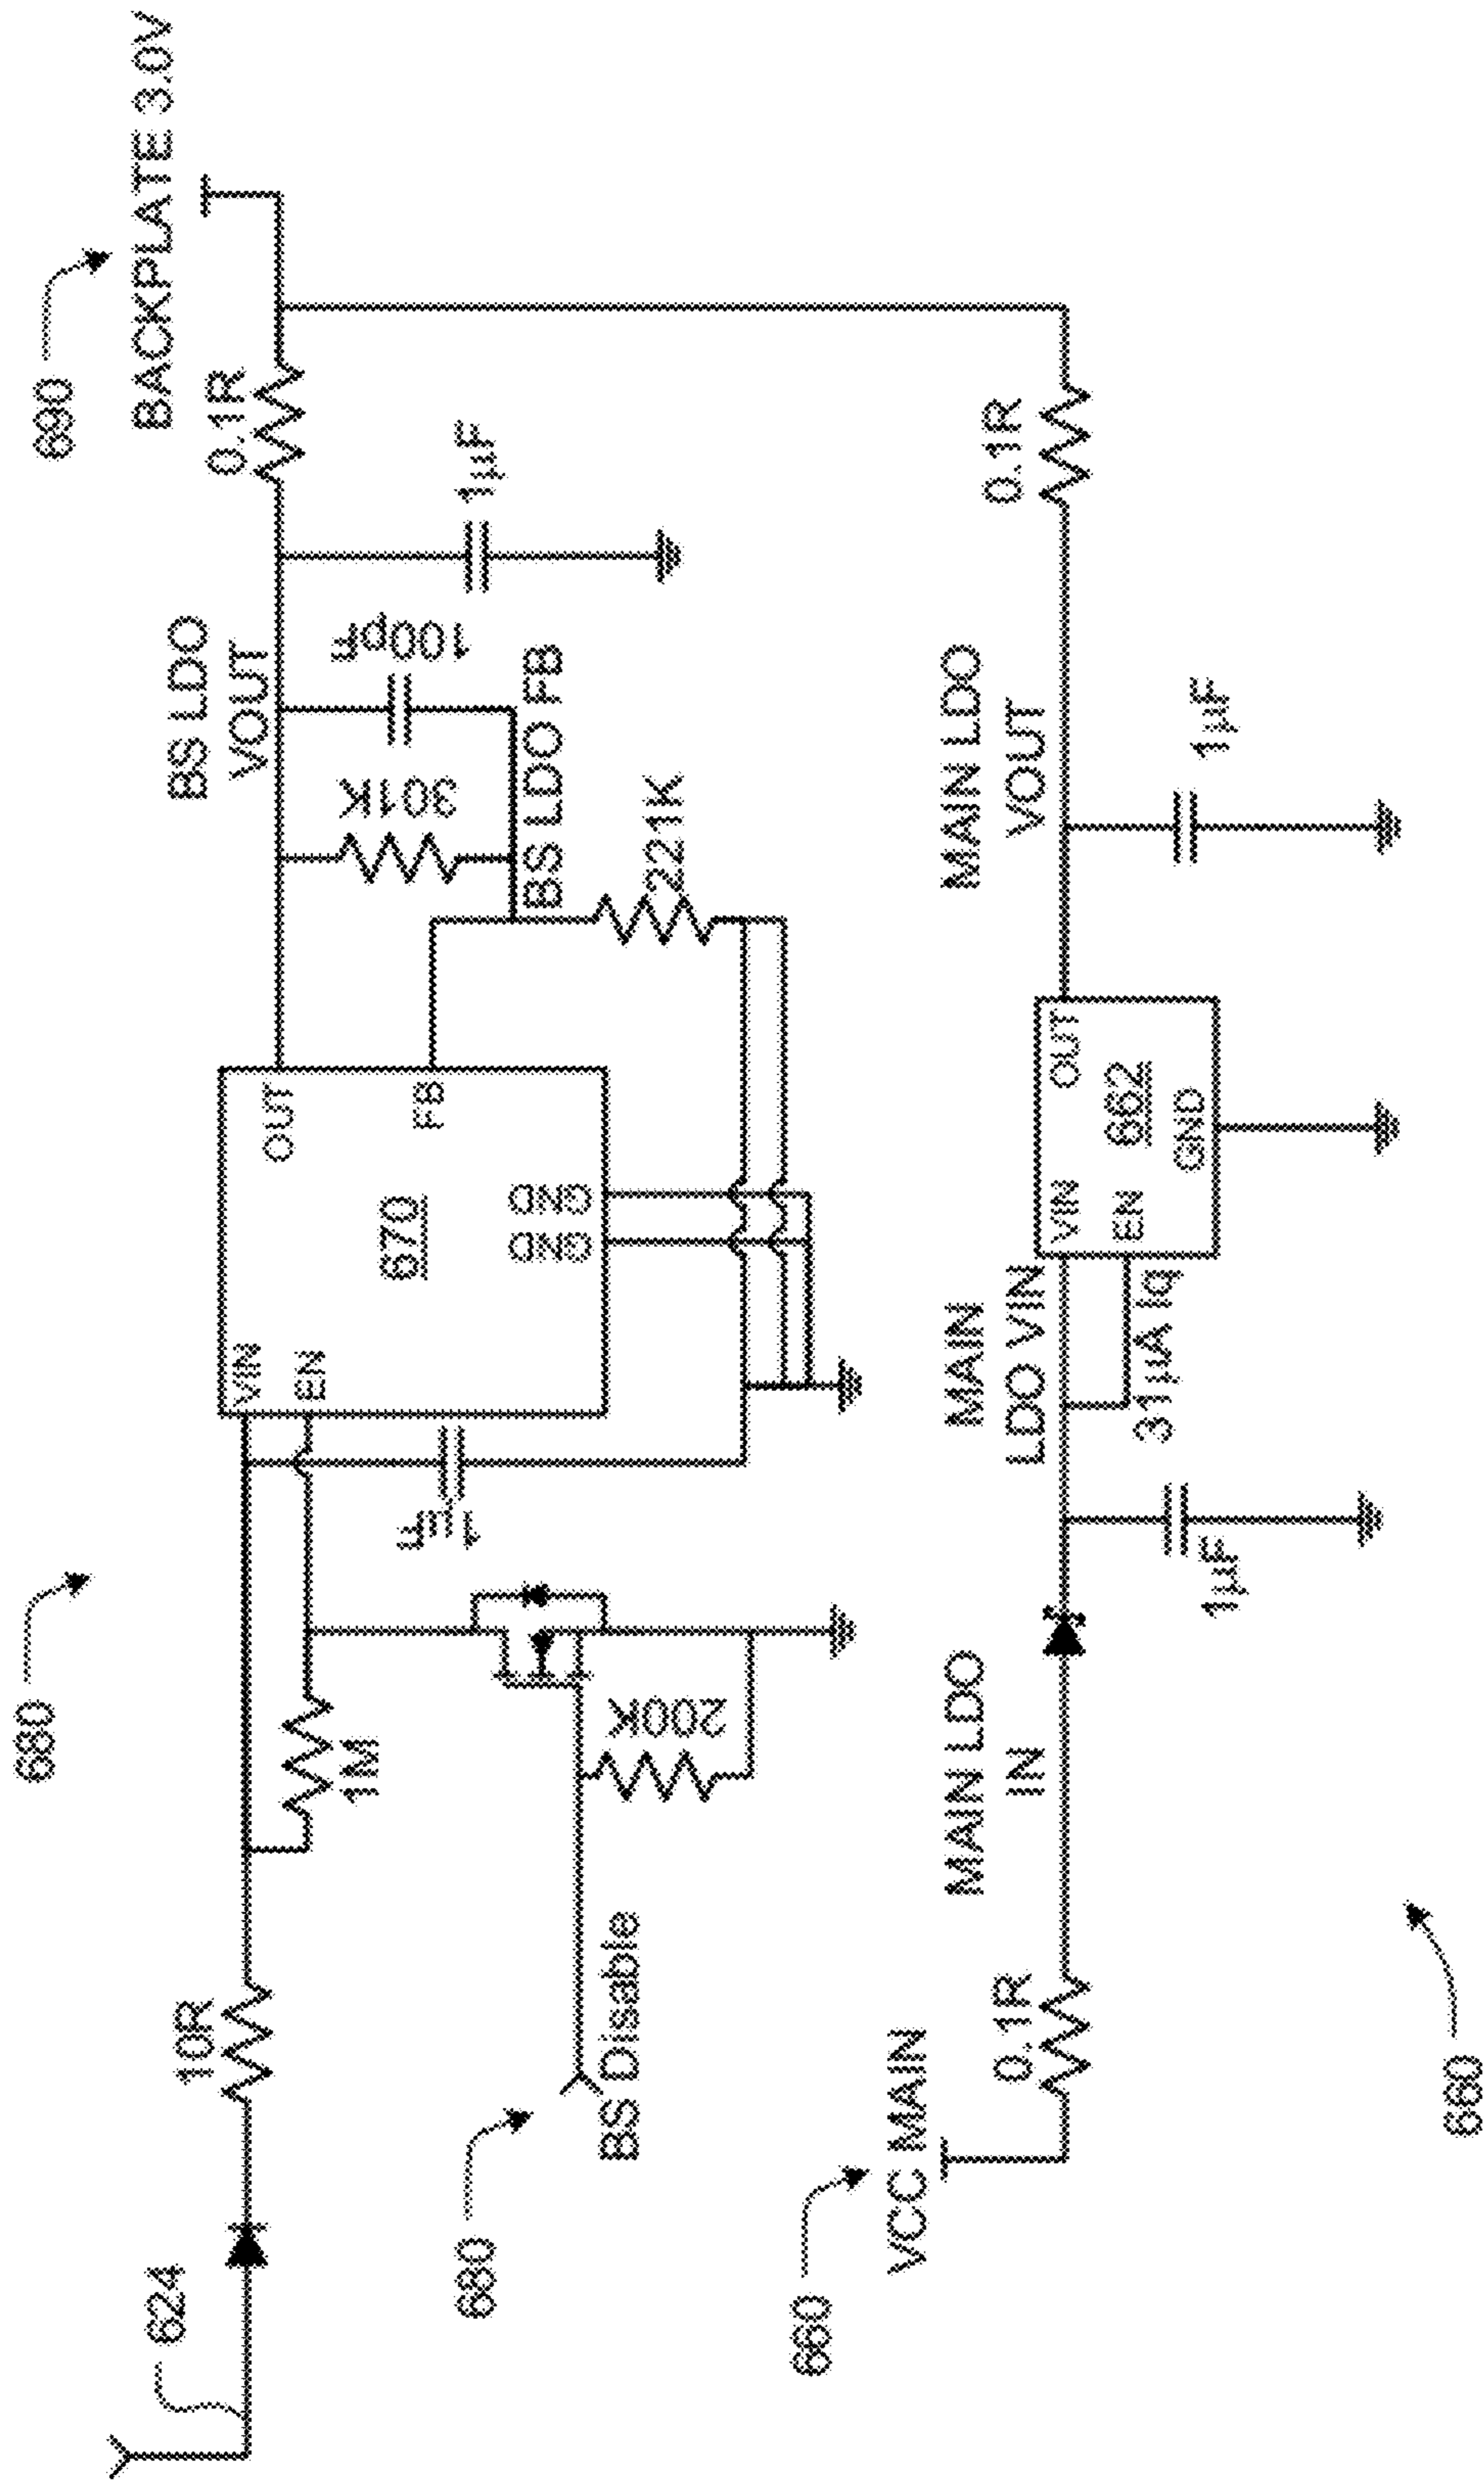 680
690
BACKPLATE 3.0V
624
10R
1M
VIN
EN
670
OUT
FB
GND
GND
BS LDO
VOUT
0.1R
301K
100pF
1µF
BS LDO FB
221K
1µF
680
BS Disable
200K
660
VCC MAIN
0.1R
MAIN LDO
IN
1µF
MAIN
LDO VIN
31µA Iq
VIN
EN
662
OUT
GND
MAIN LDO
VOUT
1µF
0.1R
660